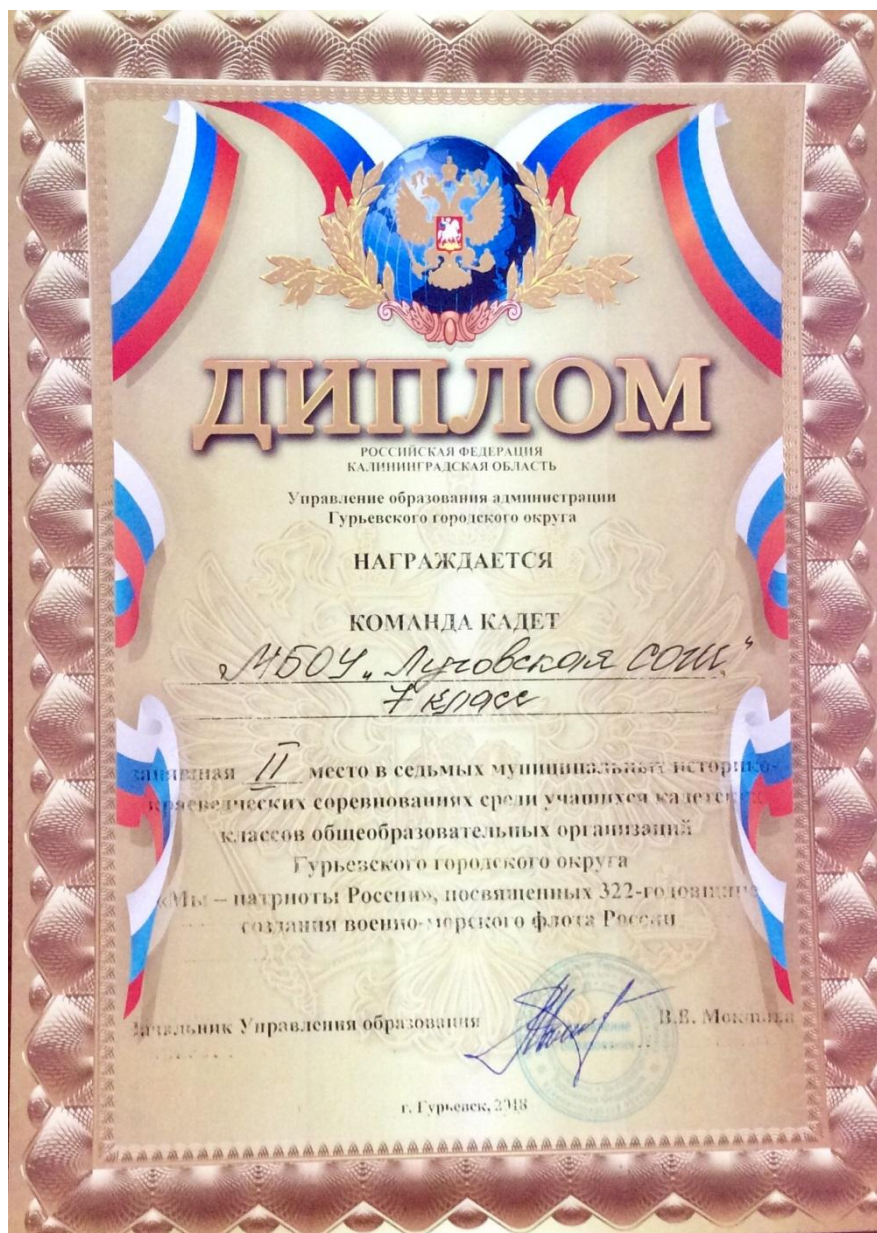 ДИПЛОМ
РОССИЙСКАЯ ФЕДЕРАЦИЯ
КАЛИНИНГРАДСКАЯ ОБЛАСТЬ
Управление образования администрации
Гурьевского городского округа
НАГРАЖДАЕТСЯ
КОМАНДА КАДЕТ
МБОУ „Луговская СОШ"
7 класс
занявшая II место в седьмых муниципальных историко-
краеведческих соревнованиях среди учащихся кадетских
классов общеобразовательных организаций
Гурьевского городского округа
«Мы – патриоты России», посвященных 322-годовщине
создания военно-морского флота России
Начальник Управления образования В.Е.
г. Гурьевск, 2018